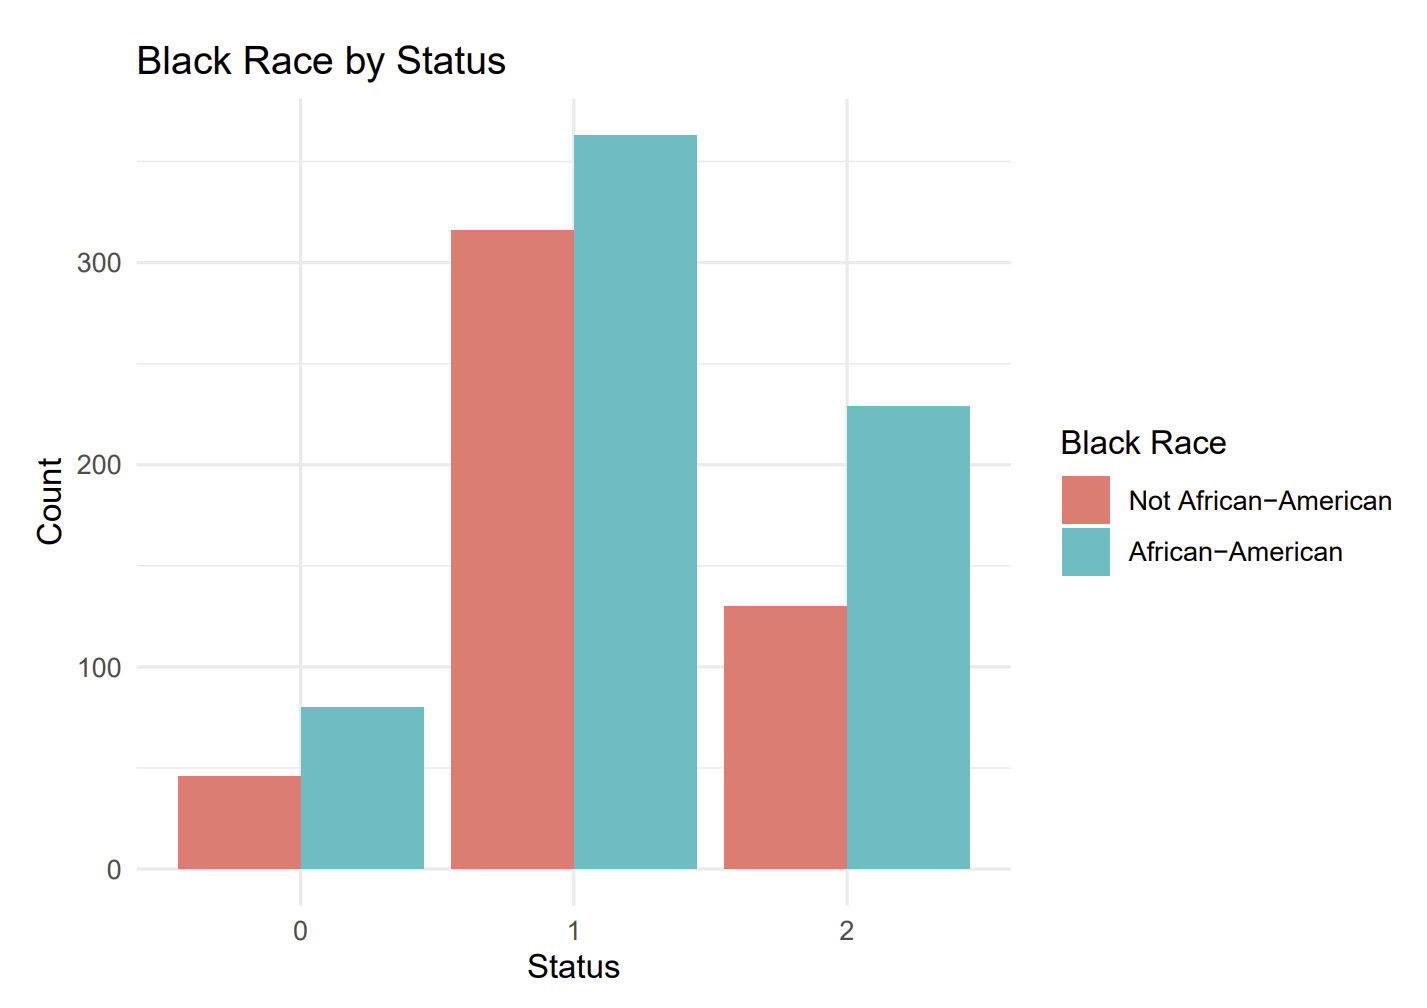 Black Race by Status
300
200
100
0
Count
0 1 2
Status
Black Race
Not African−American
African−American